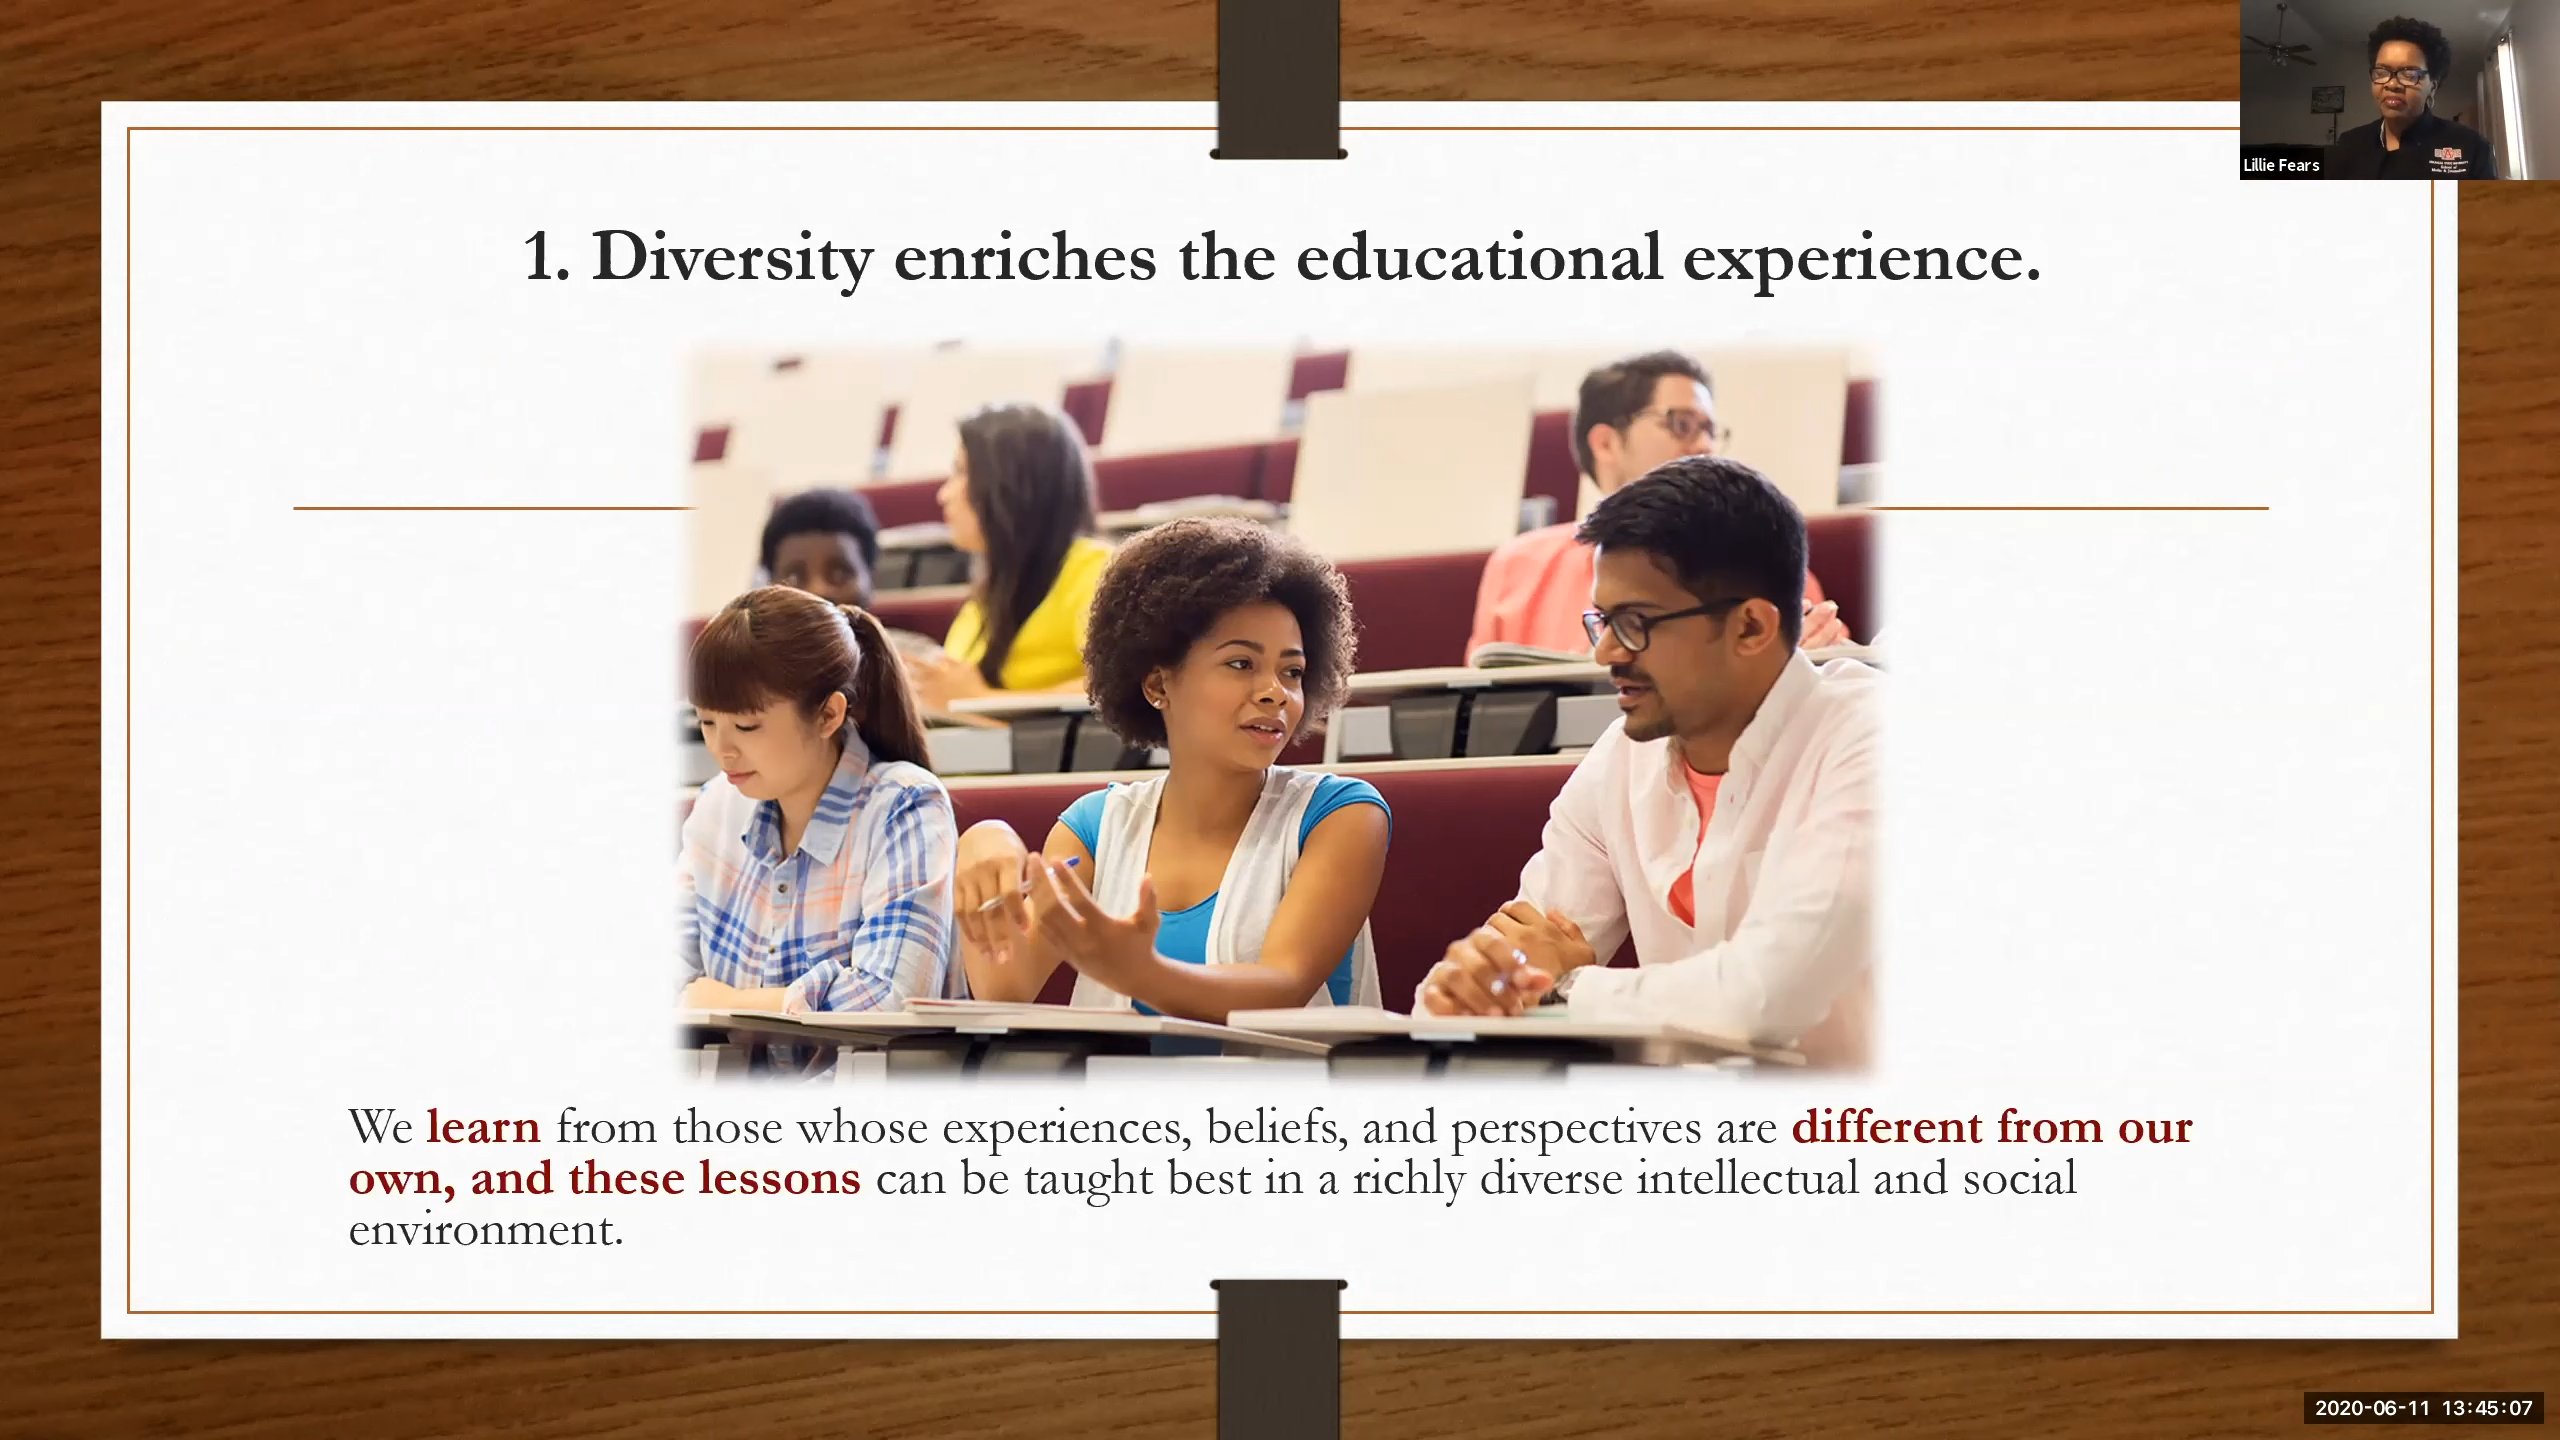 Lillie Fears
1. Diversity enriches the educational experience.
We learn from those whose experiences, beliefs, and perspectives are different from our
own, and these lessons can be taught best in a richly diverse intellectual and social
environment.
2020-06-11 13:45:07